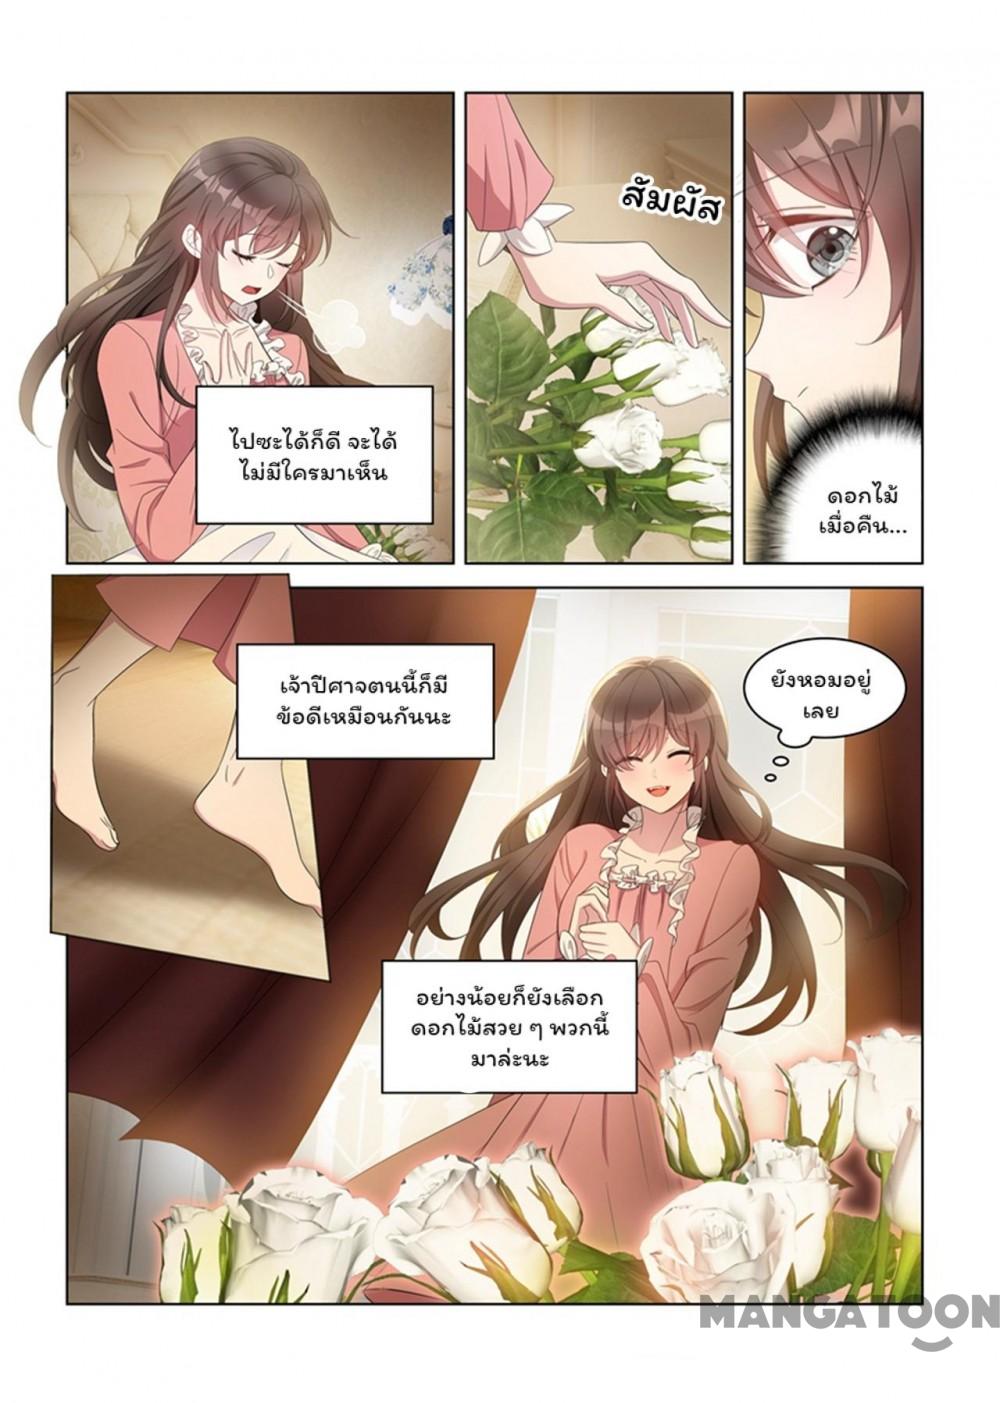 ไปซะได้ก็ดี จะได้
ไม่มีใครมาเห็น
สัมผัส
ดอกไม้
เมื่อคืน...
เจ้าปีศาจตนนี้ก็มี
ข้อดีเหมือนกันนะ
ยังหอมอยู่
เลย
อย่างน้อยก็ยังเลือก
ดอกไม้สวย ๆ พวกนี้
มาล่ะนะ
MANGATOON